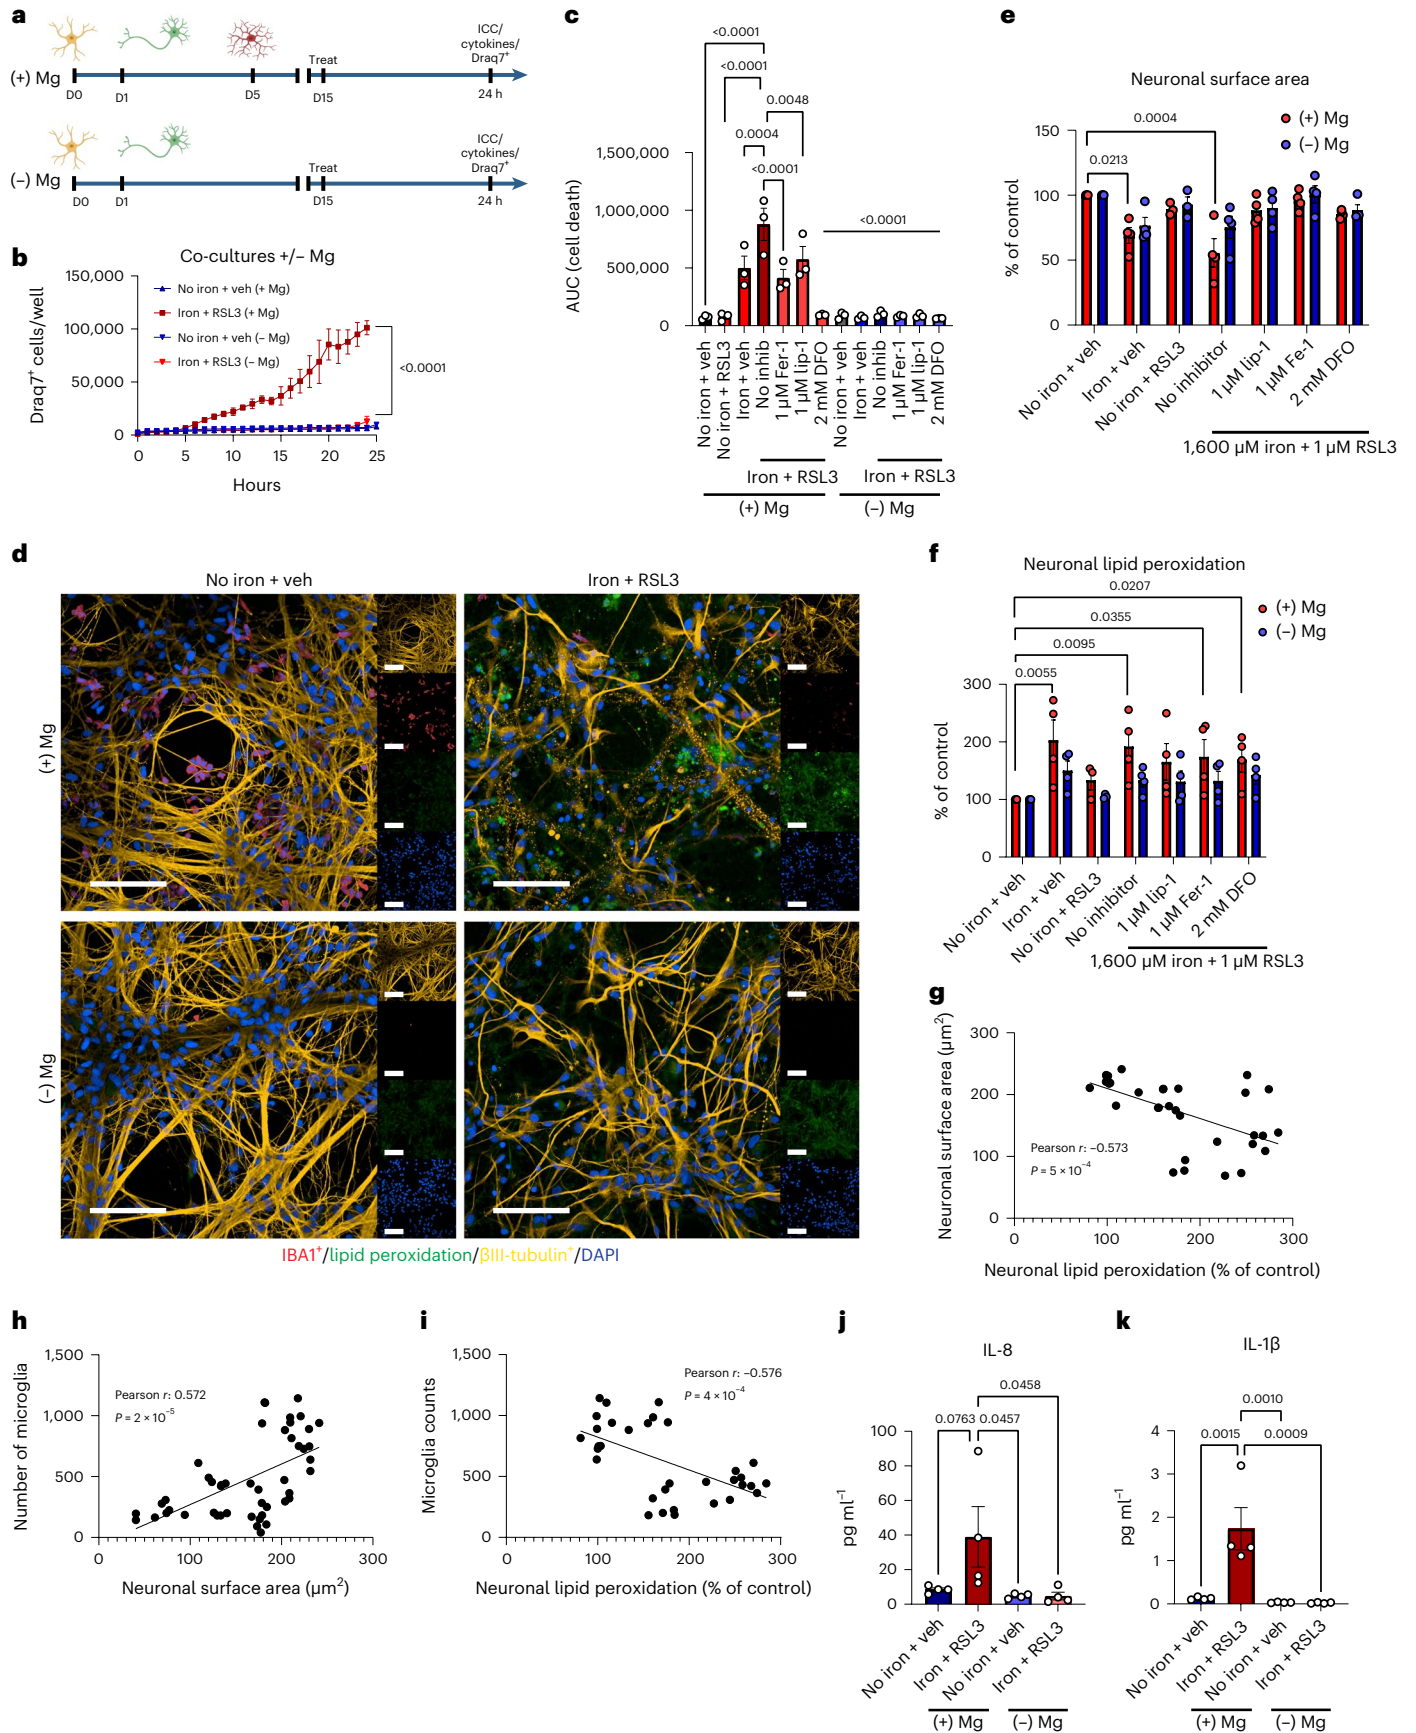 a
(+) Mg
D0
D1
D5
Treat
D15
ICC/
cytokines/
Draq7+
24 h
(–) Mg
D0
D1
Treat
D15
ICC/
cytokines/
Draq7+
24 h
b
Co-cultures +/– Mg
Draq7+ cells/well
150,000
100,000
50,000
0
No iron + veh (+ Mg)
Iron + RSL3 (+ Mg)
No iron + veh (– Mg)
Iron + RSL3 (– Mg)
<0.0001
0 5 10 15 20 25
Hours
c
<0.0001
<0.0001
0.0048
0.0004
<0.0001
<0.0001
AUC (cell death)
1,500,000
1,000,000
500,000
0
No iron + veh
No iron + RSL3
Iron + veh
No inhib
1 µM Fer-1
1 µM lip-1
2 mM DFO
No iron + veh
Iron + veh
No inhib
1 µM Fer-1
1 µM lip-1
2 mM DFO
Iron + RSL3
Iron + RSL3
(+) Mg
(–) Mg
e
Neuronal surface area
(+) Mg
(–) Mg
0.0004
0.0213
% of control
150
100
50
0
No iron + veh
Iron + veh
No iron + RSL3
No inhibitor
1 µM lip-1
1 µM Fe-1
2 mM DFO
1,600 µM iron + 1 µM RSL3
d
No iron + veh
Iron + RSL3
(+) Mg
(–) Mg
IBA1+/lipid peroxidation/βIII-tubulin+/DAPI
f
Neuronal lipid peroxidation
0.0207
0.0355
0.0095
0.0055
(+) Mg
(–) Mg
% of control
300
200
100
0
No iron + veh
Iron + veh
No iron + RSL3
No inhibitor
1 µM lip-1
1 µM Fer-1
2 mM DFO
1,600 µM iron + 1 µM RSL3
g
Neuronal surface area (µm2)
300
200
100
0
Pearson r: –0.573
P = 5 × 10–4
0 100 200 300
Neuronal lipid peroxidation (% of control)
h
Number of microglia
1,500
1,000
500
0
Pearson r: 0.572
P = 2 × 10–5
0 100 200 300
Neuronal surface area (µm2)
i
Microglia counts
1,500
1,000
500
0
Pearson r: –0.576
P = 4 × 10–4
0 100 200 300
Neuronal lipid peroxidation (% of control)
j
IL-8
0.0458
0.0763 0.0457
pg ml–1
100
80
60
40
20
0
No iron + veh
Iron + RSL3
No iron + veh
Iron + RSL3
(+) Mg
(–) Mg
k
IL-1β
0.0010
0.0015 0.0009
pg ml–1
4
3
2
1
0
No iron + veh
Iron + RSL3
No iron + veh
Iron + RSL3
(+) Mg
(–) Mg